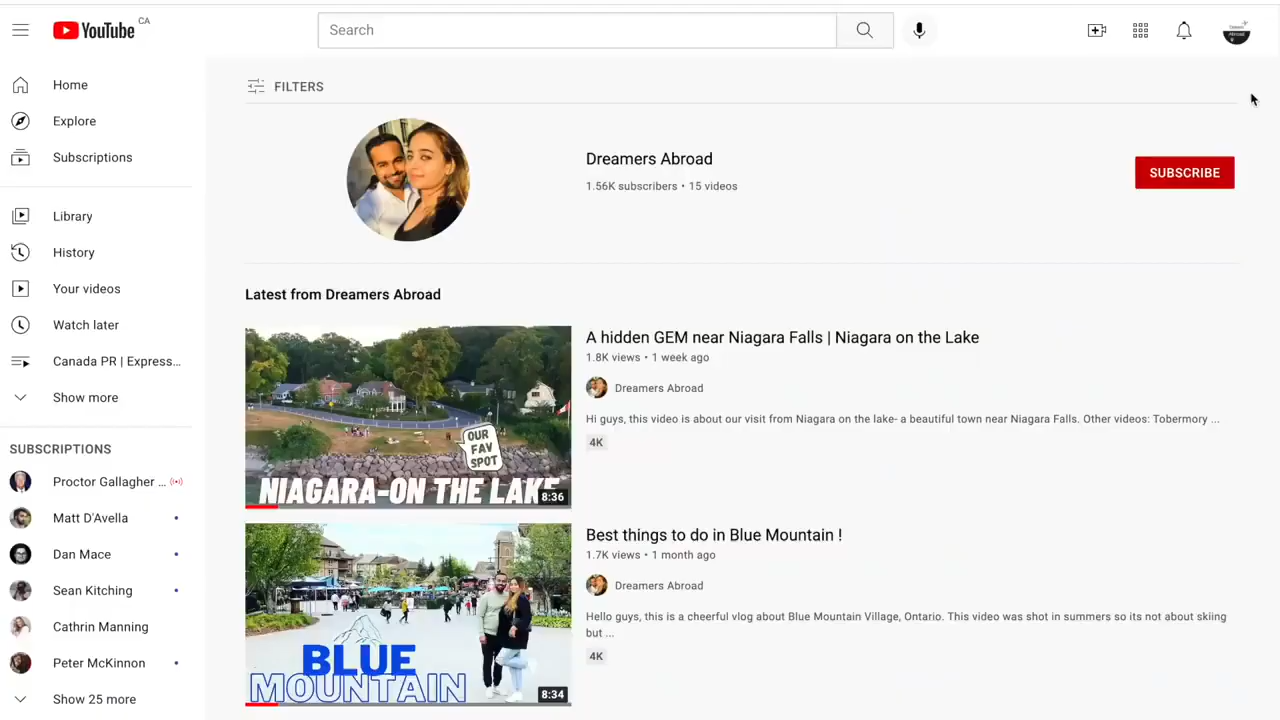 YouTube CA
Search
Home
Explore
Subscriptions
Library
History
Your videos
Watch later
Canada PR | Express...
Show more
SUBSCRIPTIONS
Proctor Gallagher ...
Matt D'Avella
Dan Mace
Sean Kitching
Cathrin Manning
Peter McKinnon
Show 25 more
FILTERS
Dreamers Abroad
1.56K subscribers • 15 videos
SUBSCRIBE
Latest from Dreamers Abroad
OUR
FAV
SPOT
NIAGARA-ON THE LAKE
8:36
A hidden GEM near Niagara Falls | Niagara on the Lake
1.8K views • 1 week ago
Dreamers Abroad
Hi guys, this video is about our visit from Niagara on the lake- a beautiful town near Niagara Falls. Other videos: Tobermory ...
4K
BLUE
MOUNTAIN
8:34
Best things to do in Blue Mountain !
1.7K views • 1 month ago
Dreamers Abroad
Hello guys, this is a cheerful vlog about Blue Mountain Village, Ontario. This video was shot in summers so its not about skiing
but ...
4K